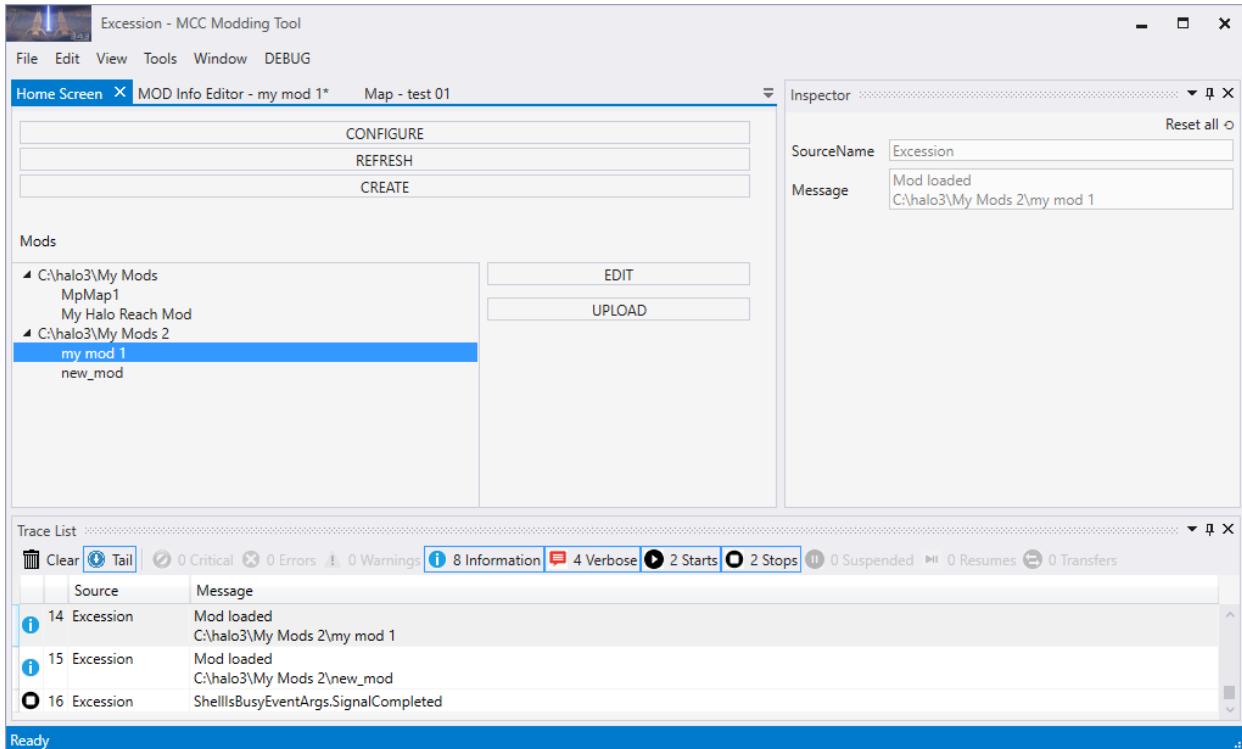 Excession - MCC Modding Tool
File Edit View Tools Window DEBUG
Home Screen MOD Info Editor - my mod 1* Map - test 01
CONFIGURE
REFRESH
CREATE
Mods
C:\halo3\My Mods
MpMap1
My Halo Reach Mod
C:\halo3\My Mods 2
my mod 1
new_mod
EDIT
UPLOAD
Inspector
Reset all
SourceName Excession
Message Mod loaded
C:\halo3\My Mods 2\my mod 1
Trace List
Clear Tail 0 Critical 0 Errors 0 Warnings 8 Information 4 Verbose 2 Starts 2 Stops 0 Suspended 0 Resumes 0 Transfers
Source Message
14 Excession Mod loaded
C:\halo3\My Mods 2\my mod 1
15 Excession Mod loaded
C:\halo3\My Mods 2\new_mod
16 Excession ShellIsBusyEventArgs.SignalCompleted
Ready